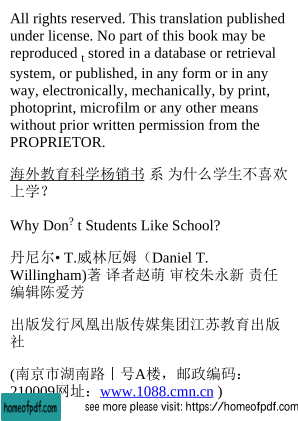 All rights reserved. This translation published
under license. No part of this book may be
reproduced t stored in a database or retrieval
system, or published, in any form or in any
way, electronically, mechanically, by print,
photoprint, microfilm or any other means
without prior written permission from the
PROPRIETOR.
海外教育科学杨销书 系 为什么学生不喜欢
上学？
Why Don? t Students Like School?
丹尼尔• T.威林厄姆（Daniel T.
Willingham)著 译者赵萌 审校朱永新 责任
编辑陈爱芳
出版发行凤凰出版传媒集团江苏教育出版
社
(南京市湖南路丨号A楼，邮政编码：
210009网址：www.1088.cmn.cn )
homeofpdf.com
see more please visit: https://homeofpdf.com